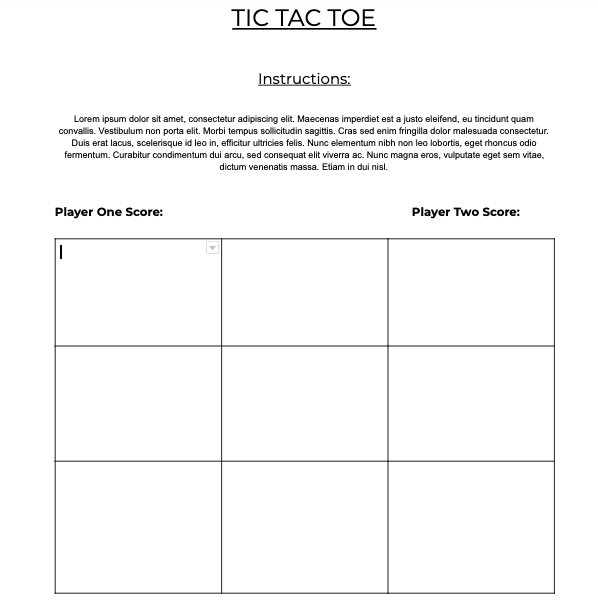 TIC TAC TOE
Instructions:
Lorem ipsum dolor sit amet, consectetur adipiscing elit. Maecenas imperdiet est a justo eleifend, eu tincidunt quam
convallis. Vestibulum non porta elit. Morbi tempus sollicitudin sagittis. Cras sed enim fringilla dolor malesuada consectetur.
Duis erat lacus, scelerisque id leo in, efficitur ultricies felis. Nunc elementum nibh non leo lobortis, eget rhoncus odio
fermentum. Curabitur condimentum dui arcu, sed consequat elit viverra ac. Nunc magna eros, vulputate eget sem vitae,
dictum venenatis massa. Etiam in dui nisl.
Player One Score: Player Two Score: